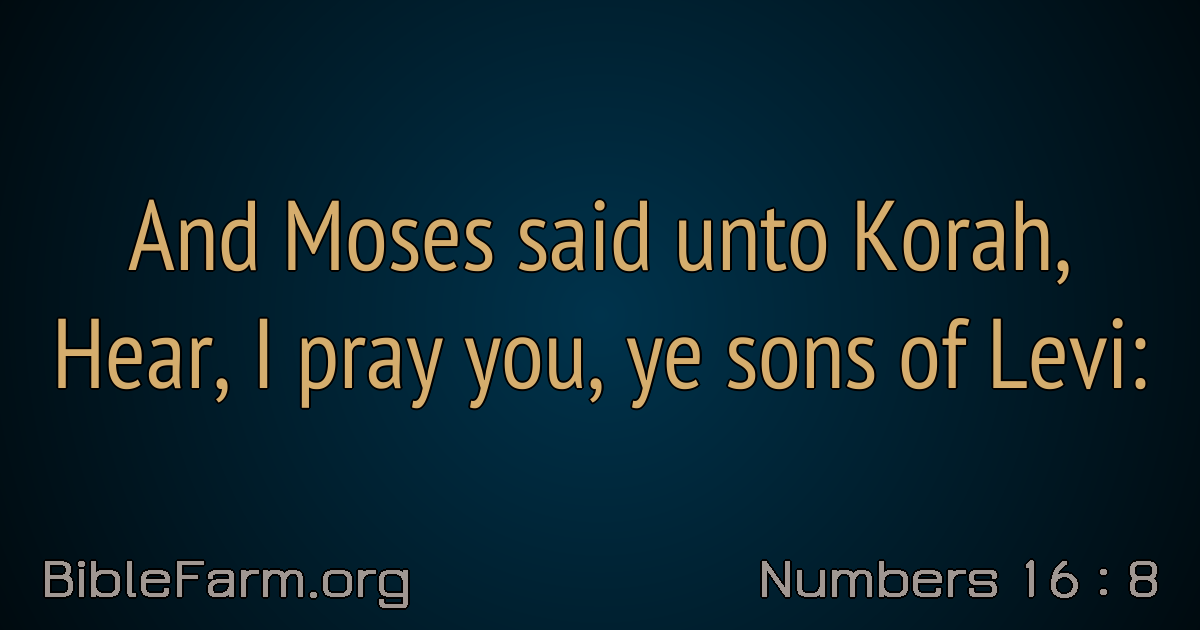 And Moses said unto Korah,
Hear, I pray you, ye sons of Levi:
BibleFarm.org
Numbers 16 : 8